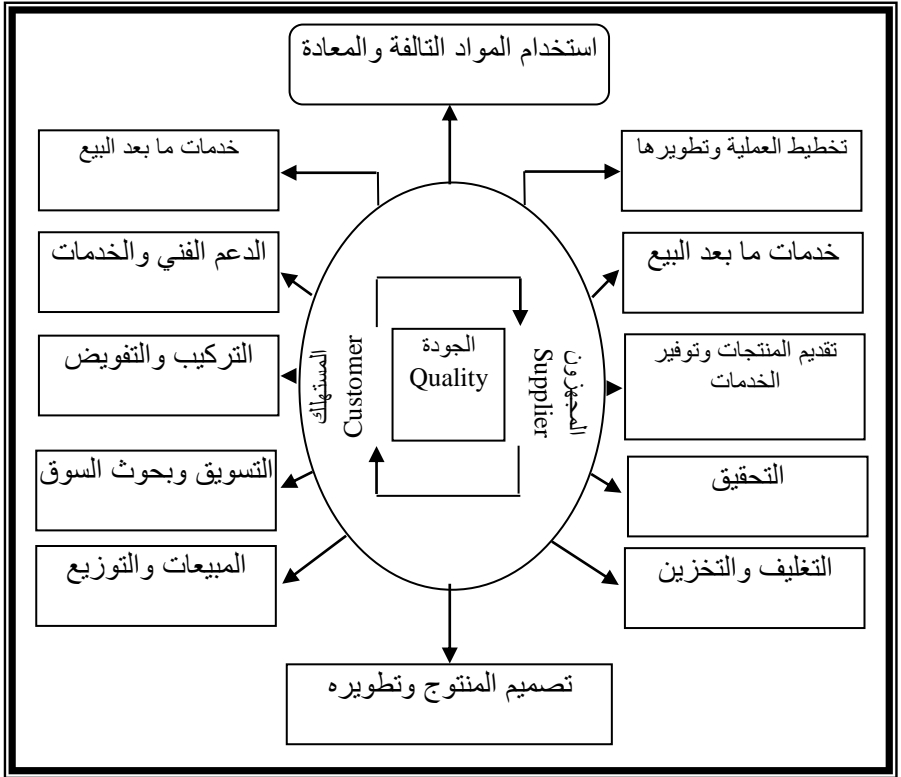 استخدام المواد التالفة والمعادة
تخطيط العملية وتطويرها
خدمات ما بعد البيع
خدمات ما بعد البيع
الدعم الفني والخدمات
تقديم المنتجات وتوفير
الخدمات
التركيب والتفويض
المجهزون
Supplier
الجودة
Quality
Customer
المستهلك
التحقيق
التسويق وبحوث السوق
التغليف والتخزين
المبيعات والتوزيع
تصميم المنتوج وتطويره